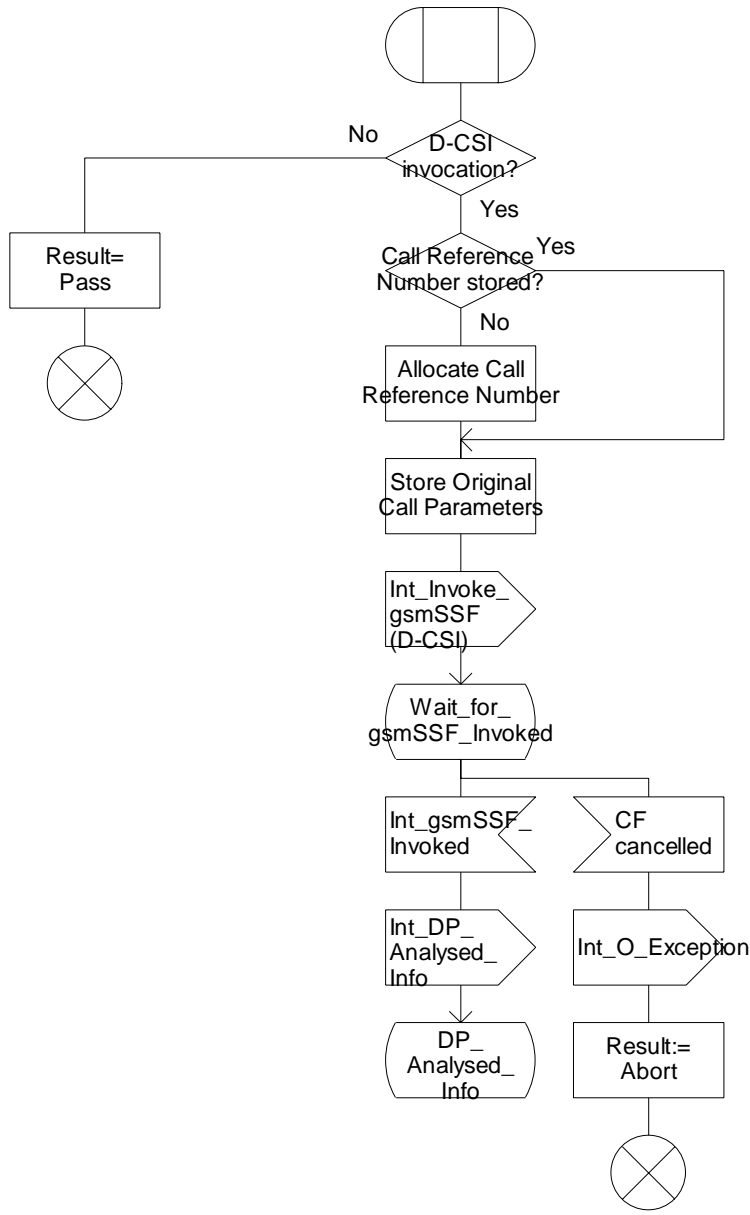 No
D-CSI
invocation?
Yes
Result=
Pass
Call Reference
Number stored?
Yes
No
Allocate Call
Reference Number
Store Original
Call Parameters
Int_Invoke_
gsmSSF
(D-CSI)
Wait_for_
gsmSSF_Invoked
Int_gsmSSF_
Invoked
CF
cancelled
Int_DP_
Analysed_
Info
Int_O_Exception
DP_
Analysed_
Info
Result:=
Abort